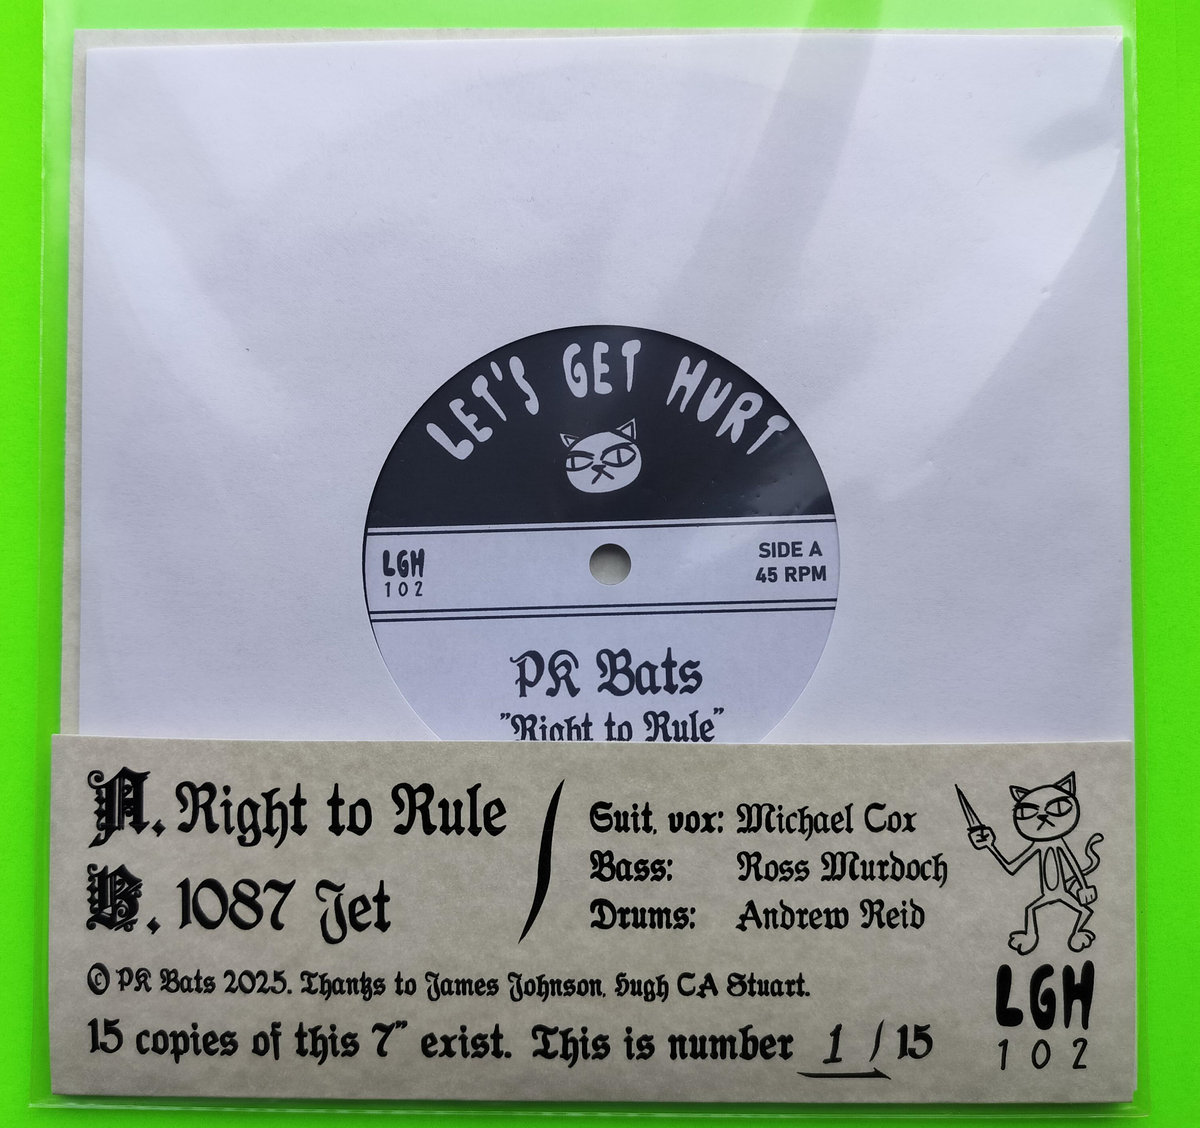 LET'S GET HURT
LGH
102
SIDE A
45 RPM
PK Bats
"Right to Rule"
A. Right to Rule
B. 1087 Jet
Suit, vox: Michael Cox
Bass: Ross Murdoch
Drums: Andrew Reid
© PK Bats 2025. Thanks to James Johnson, Hugh CA Stuart.
15 copies of this 7" exist. This is number 1/15
LGH
102